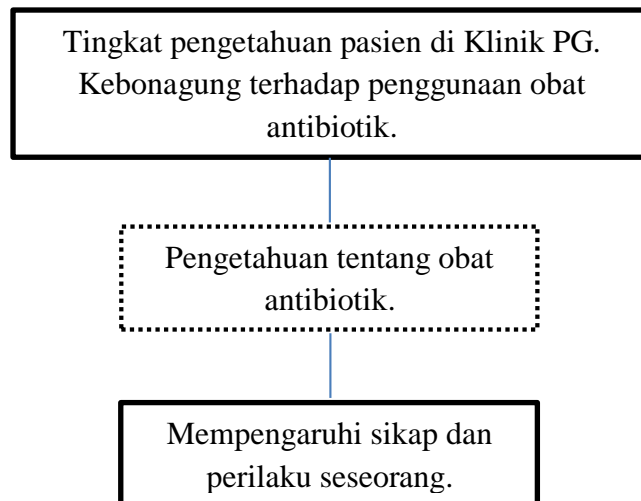 Tingkat pengetahuan pasien di Klinik PG.
Kebonagung terhadap penggunaan obat
antibiotik.
Pengetahuan tentang obat
antibiotik.
Mempengaruhi sikap dan
perilaku seseorang.